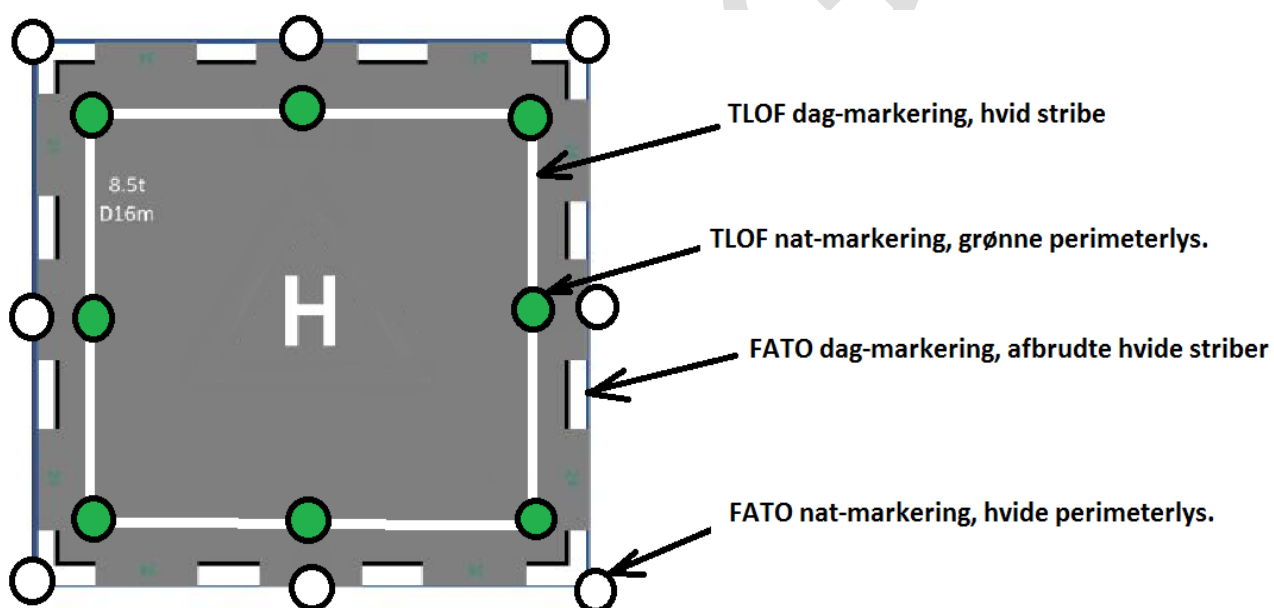 TLOF dag-markering, hvid stribe
8.5t
D16m
TLOF nat-markering, grønne perimeterlys.
H
FATO dag-markering, afbrudte hvide striber
FATO nat-markering, hvide perimeterlys.